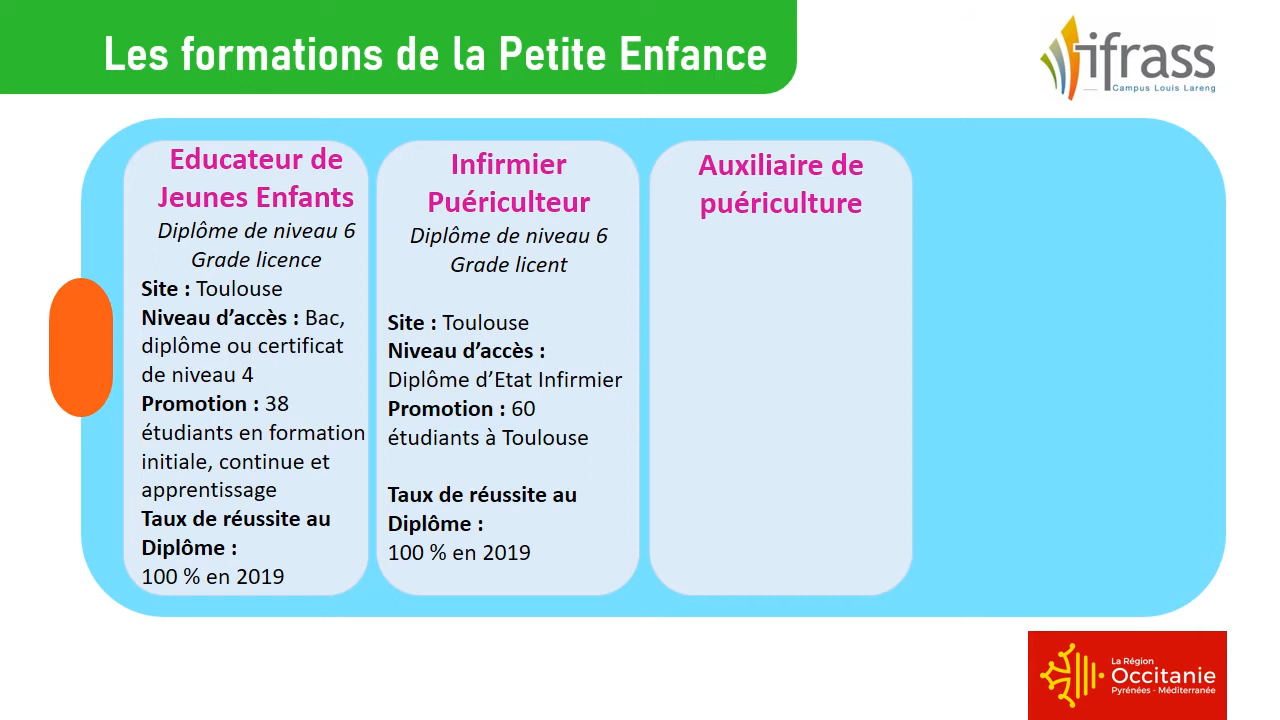 Les formations de la Petite Enfance
ifrass
Campus Louis Lareng
Educateur de
Jeunes Enfants
Diplôme de niveau 6
Grade licence
Site : Toulouse
Niveau d’accès : Bac,
diplôme ou certificat
de niveau 4
Promotion : 38
étudiants en formation
initiale, continue et
apprentissage
Taux de réussite au
Diplôme :
100 % en 2019
Infirmier
Puériculteur
Diplôme de niveau 6
Grade licent
Site : Toulouse
Niveau d’accès :
Diplôme d’Etat Infirmier
Promotion : 60
étudiants à Toulouse
Taux de réussite au
Diplôme :
100 % en 2019
Auxiliaire de
puériculture
La Région
Occitanie
Pyrénées - Méditerranée